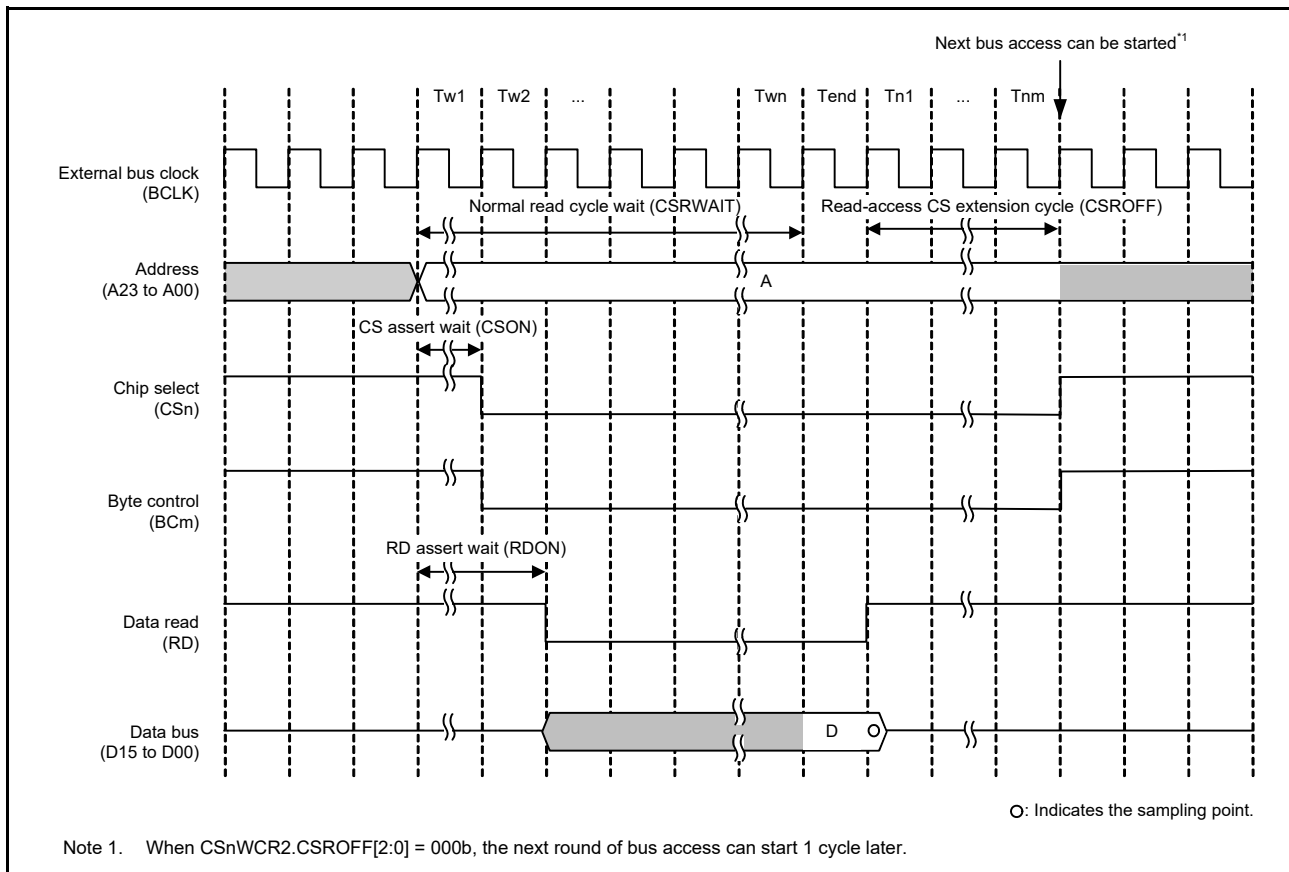 Next bus access can be started*1
Tw1 Tw2 ... Twn Tend Tn1 ... Tnm
External bus clock
(BCLK)
Normal read cycle wait (CSRWAIT) Read-access CS extension cycle (CSROFF)
Address
(A23 to A00)
A
CS assert wait (CSON)
Chip select
(CSn)
Byte control
(BCm)
RD assert wait (RDON)
Data read
(RD)
Data bus
(D15 to D00)
D
: Indicates the sampling point.
Note 1. When CSnWCR2.CSROFF[2:0] = 000b, the next round of bus access can start 1 cycle later.